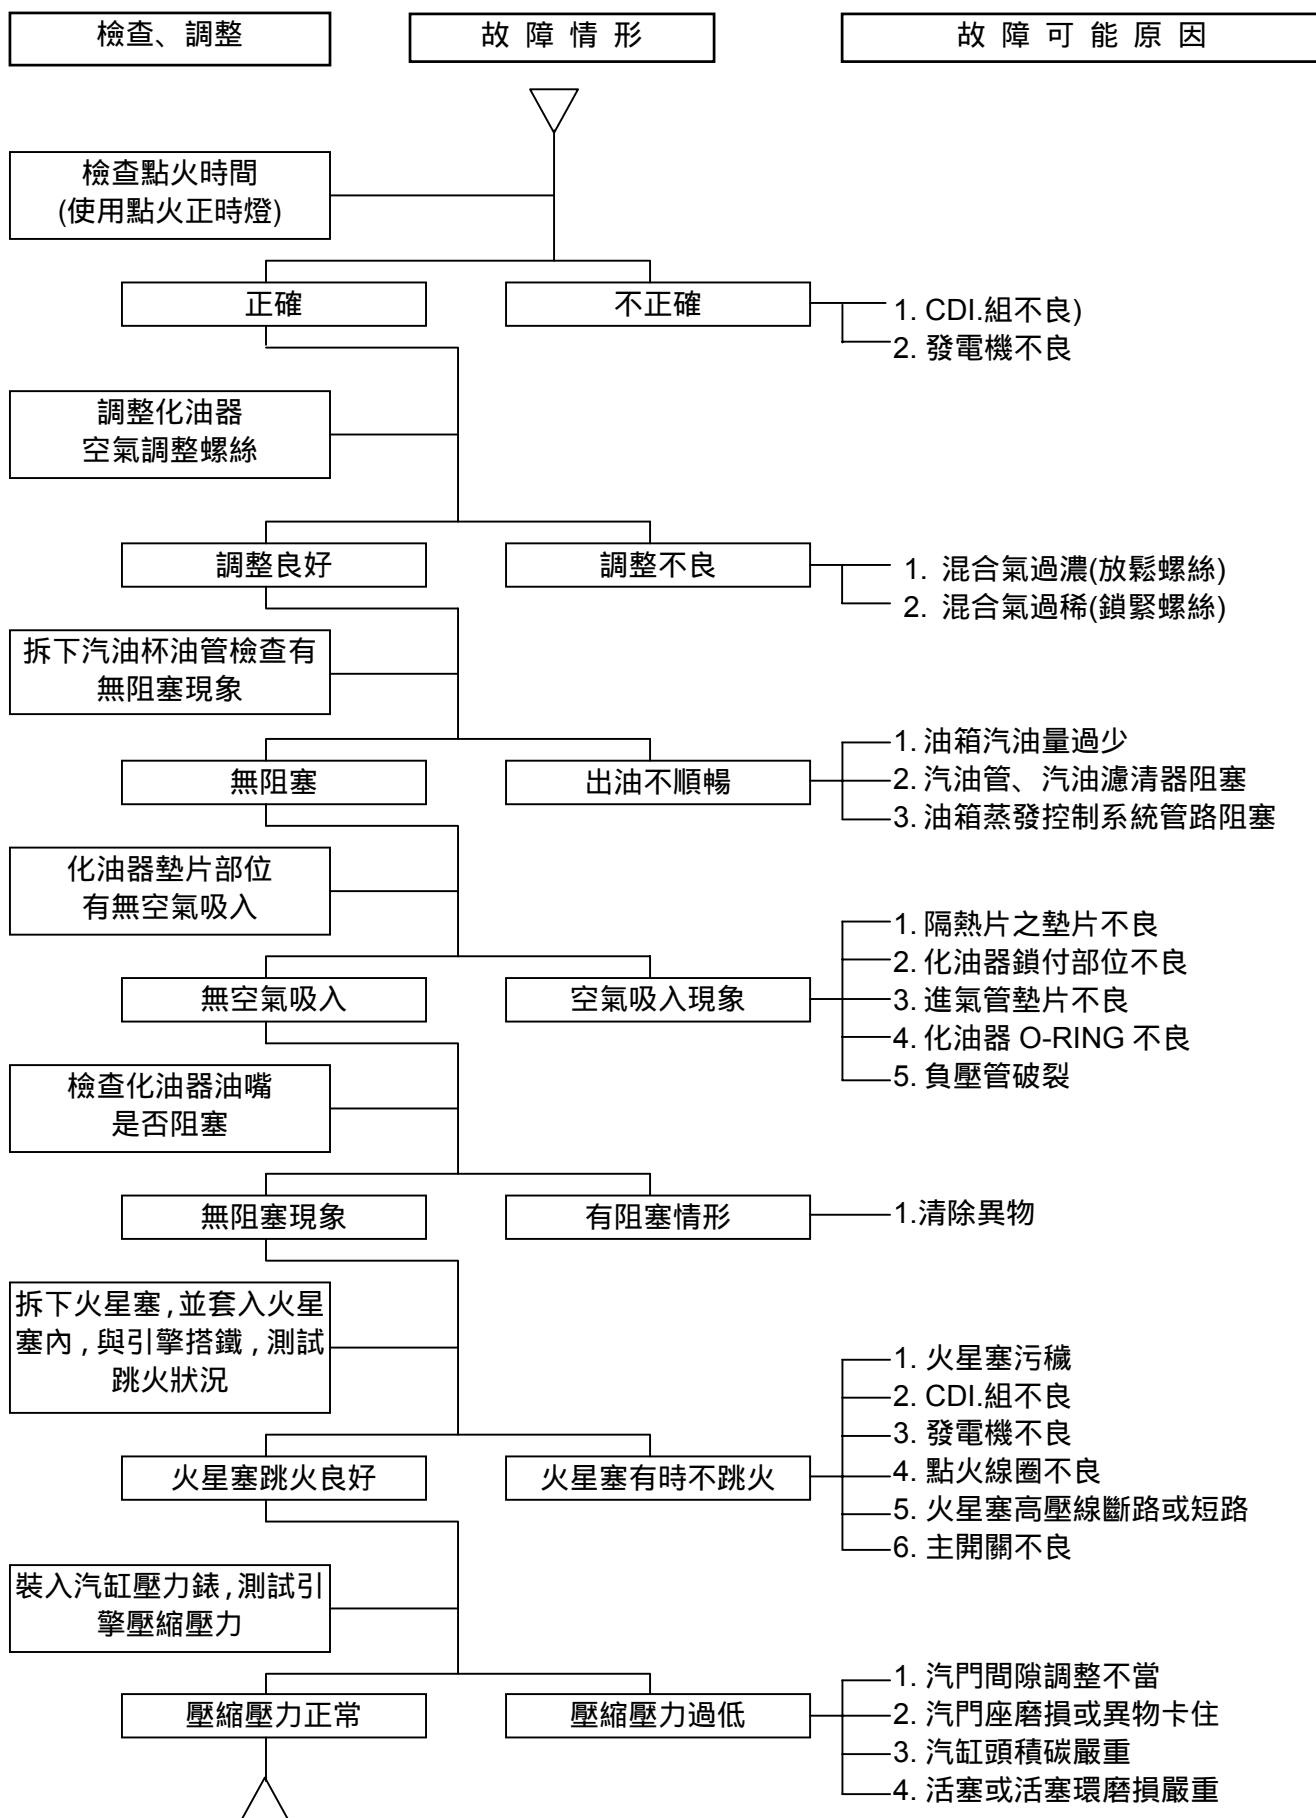 檢查、調整
故障情形
故障可能原因
檢查點火時間
(使用點火正時燈)
正確
不正確
1. CDI.組不良)
2. 發電機不良
調整化油器
空氣調整螺絲
調整良好
調整不良
1. 混合氣過濃(放鬆螺絲)
2. 混合氣過稀(鎖緊螺絲)
拆下汽油杯油管檢查有
無阻塞現象
無阻塞
出油不順暢
1. 油箱汽油量過少
2. 汽油管、汽油濾清器阻塞
3. 油箱蒸發控制系統管路阻塞
化油器墊片部位
有無空氣吸入
無空氣吸入
空氣吸入現象
1. 隔熱片之墊片不良
2. 化油器鎖付部位不良
3. 進氣管墊片不良
4. 化油器 O-RING 不良
5. 負壓管破裂
檢查化油器油嘴
是否阻塞
無阻塞現象
有阻塞情形
1.清除異物
拆下火星塞,並套入火星
塞內,與引擎搭鐵,測試
跳火狀況
火星塞跳火良好
火星塞有時不跳火
1. 火星塞污穢
2. CDI.組不良
3. 發電機不良
4. 點火線圈不良
5. 火星塞高壓線斷路或短路
6. 主開關不良
裝入汽缸壓力錶,測試引
擎壓縮壓力
壓縮壓力正常
壓縮壓力過低
1. 汽門間隙調整不當
2. 汽門座磨損或異物卡住
3. 汽缸頭積碳嚴重
4. 活塞或活塞環磨損嚴重